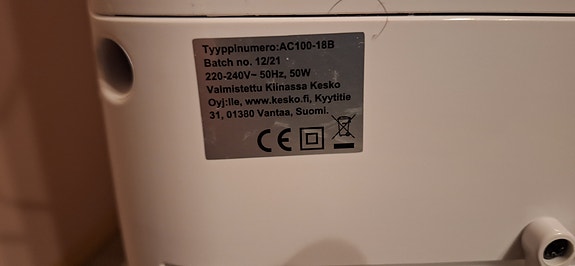 Tyyppinumero:AC100-18B
Batch no. 12/21
220-240V~ 50Hz, 50W
Valmistettu Kiinassa Kesko
Oyj:lle, www.kesko.fi, Kyytitie
31, 01380 Vantaa, Suomi.
CE